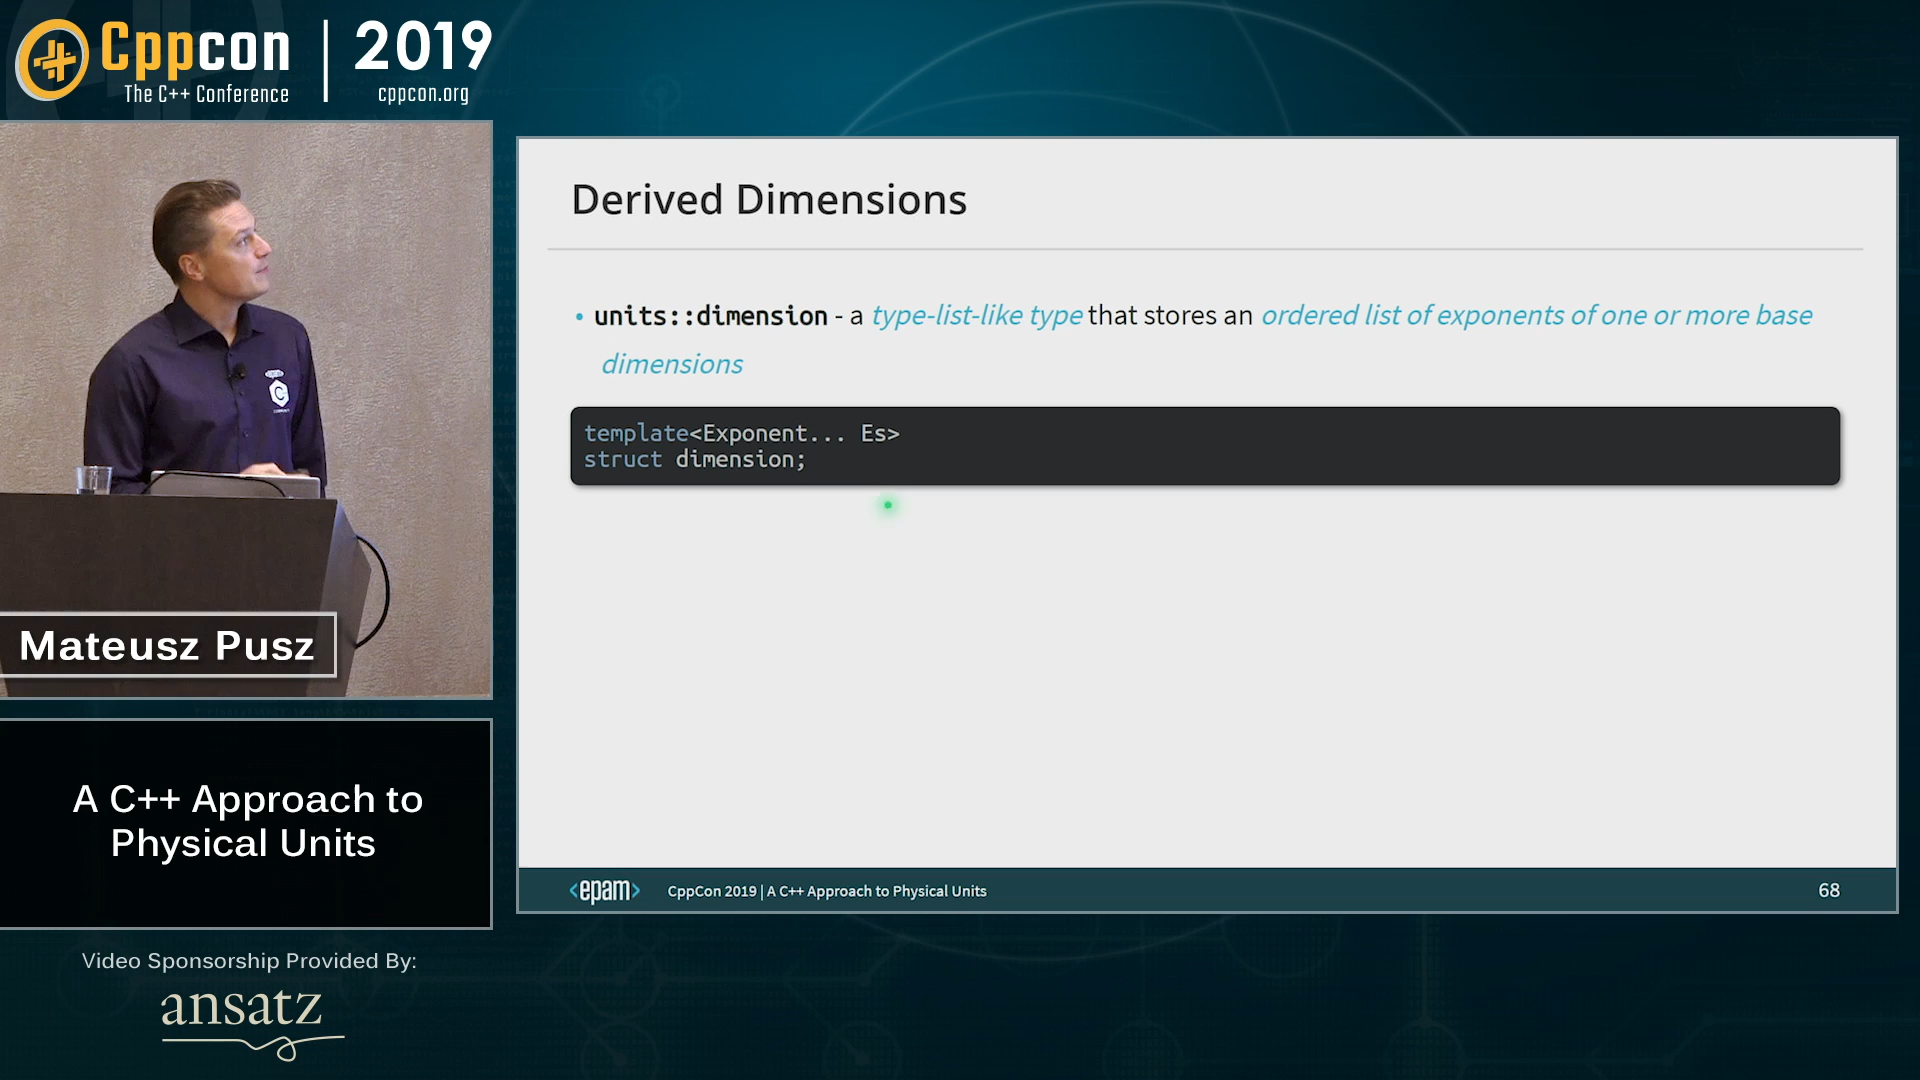 Cppcon
The C++ Conference
2019
cppcon.org
Derived Dimensions
• units::dimension - a type-list-like type that stores an ordered list of exponents of one or more base
dimensions
template<Exponent... Es>
struct dimension;
Mateusz Pusz
A C++ Approach to
Physical Units
<epam>
CppCon 2019 | A C++ Approach to Physical Units
68
Video Sponsorship Provided By:
ansatz